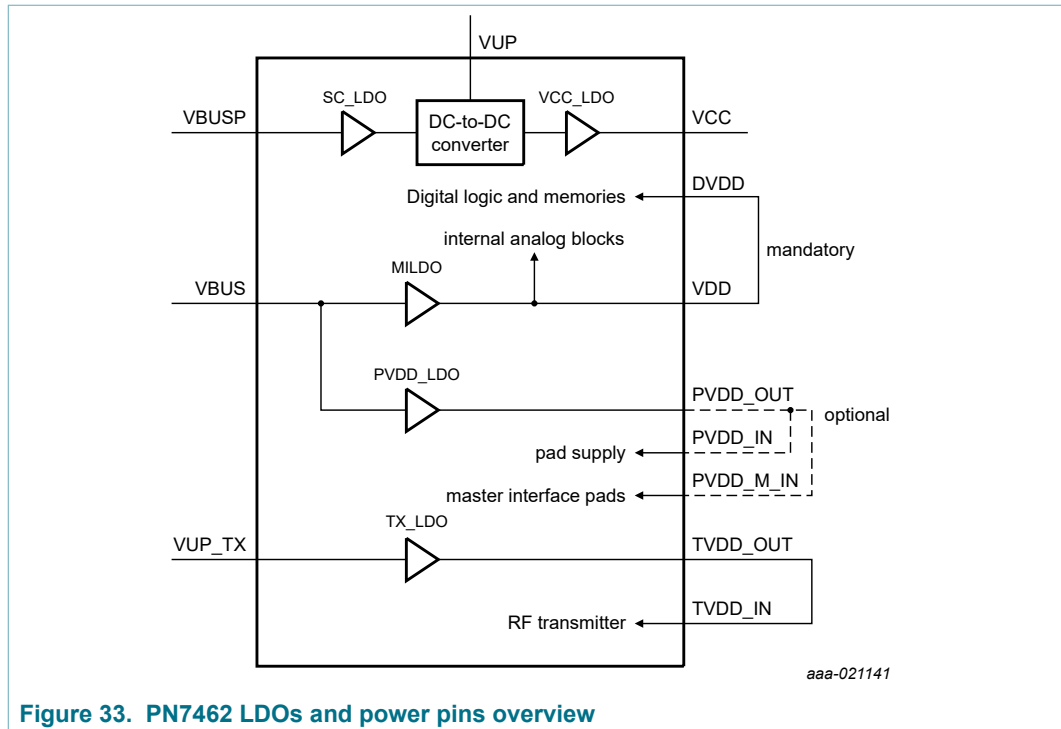 VUP
SC_LDO
VCC_LDO
VBUSP
DC-to-DC
converter
VCC
DVDD
Digital logic and memories
internal analog blocks
mandatory
MILDO
VBUS
VDD
PVDD_LDO
PVDD_OUT
optional
PVDD_IN
pad supply
PVDD_M_IN
master interface pads
TX_LDO
VUP_TX
TVDD_OUT
TVDD_IN
RF transmitter
aaa-021141
Figure 33. PN7462 LDOs and power pins overview